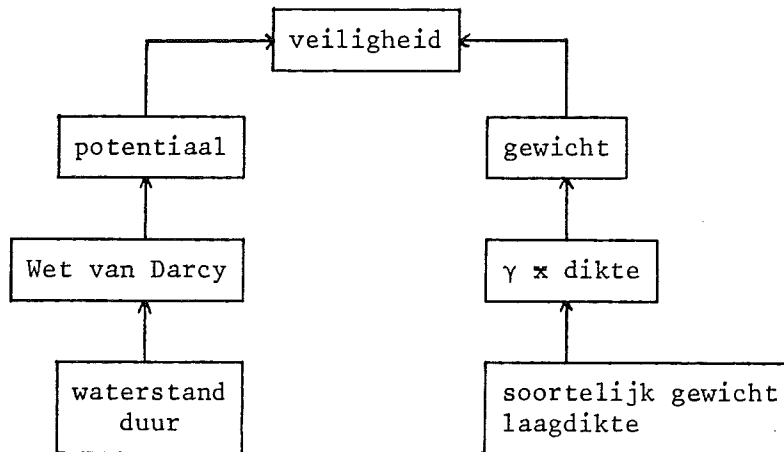 veiligheid
potentiaal
gewicht
Wet van Darcy
γ x dikte
waterstand
duur
soortelijk gewicht
laagdikte